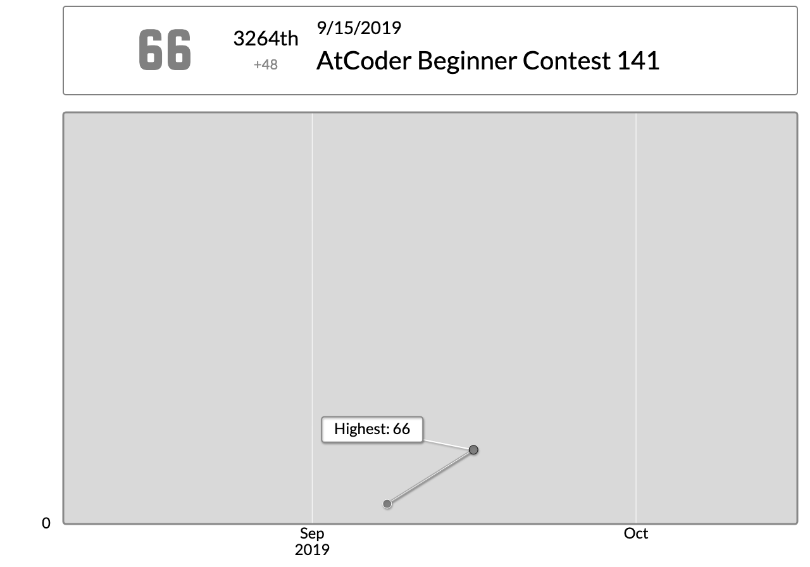 66
3264th
+48
9/15/2019
AtCoder Beginner Contest 141
Highest: 66
0
Sep
2019
Oct